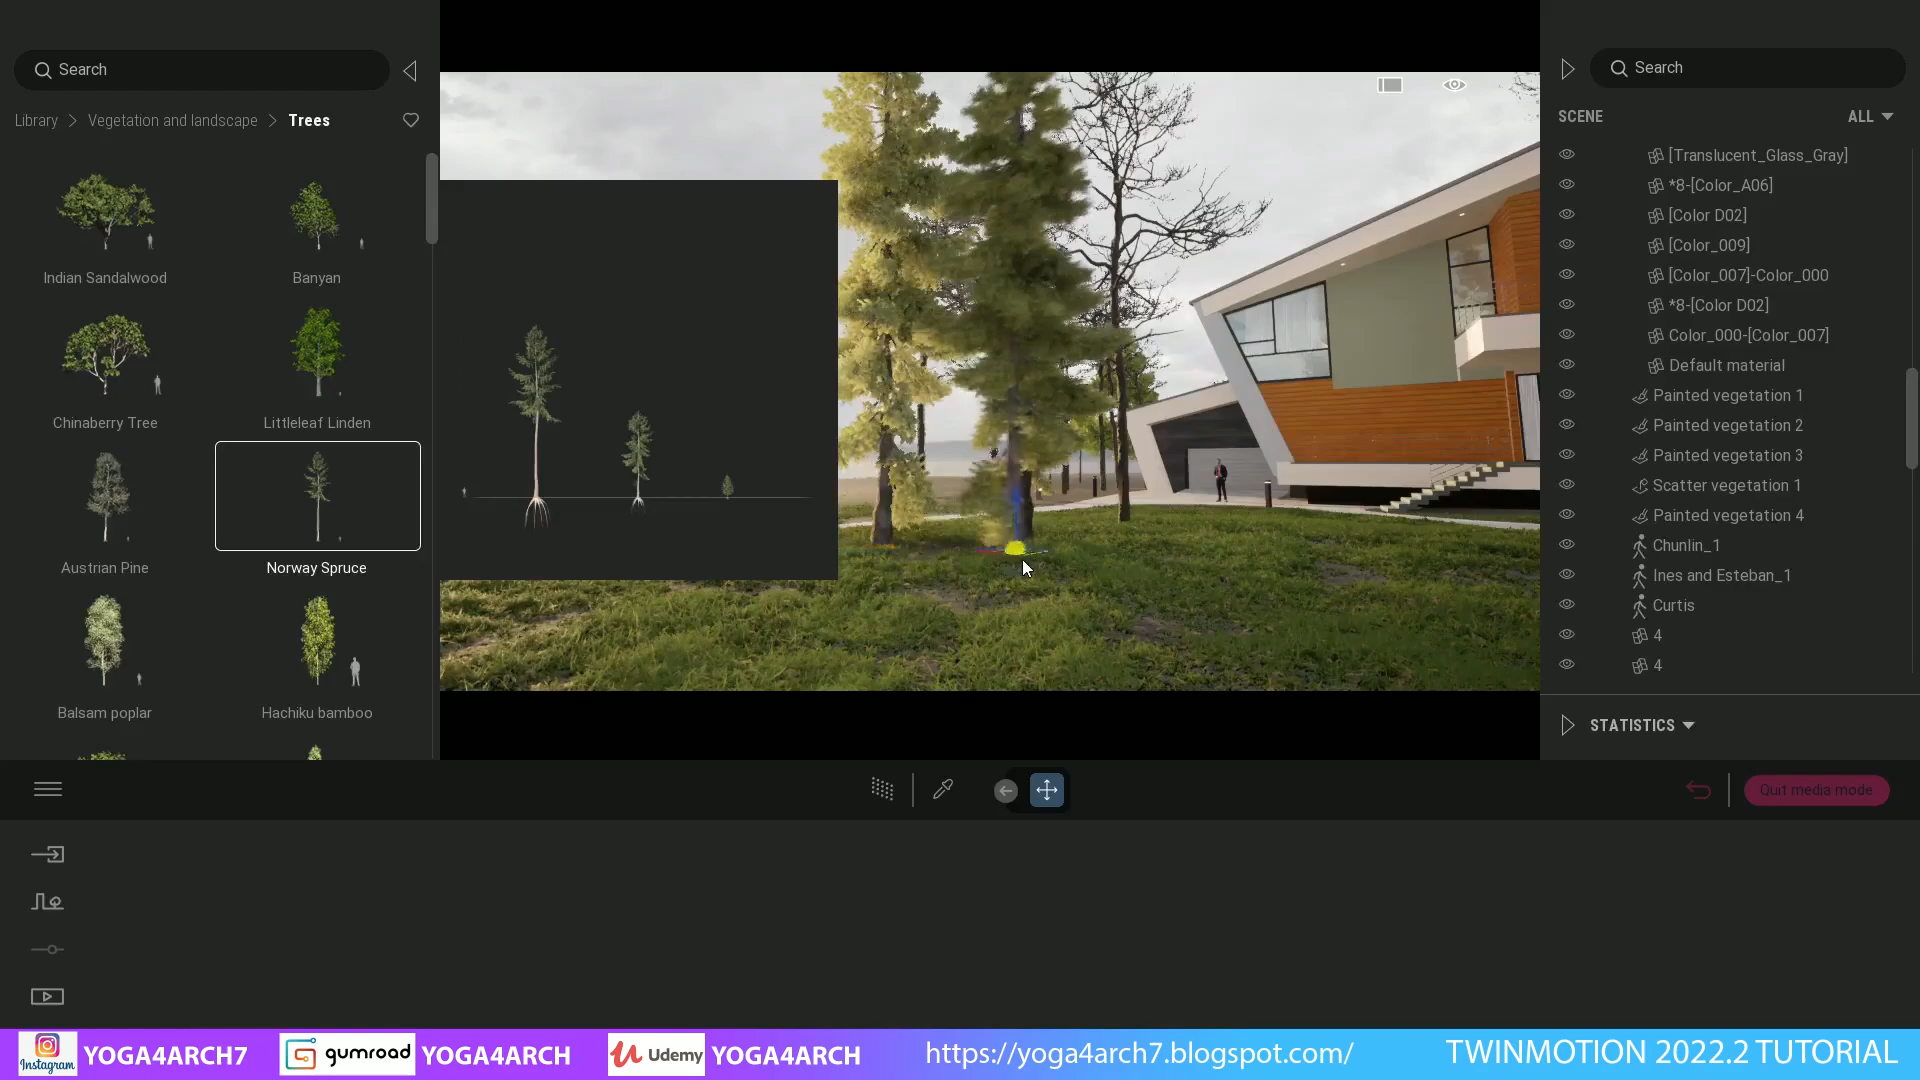 Search
Library
Vegetation and landscape
Trees
Indian Sandalwood
Banyan
Chinaberry Tree
Littleleaf Linden
Austrian Pine
Norway Spruce
Balsam poplar
Hachiku bamboo
Search
SCENE
ALL
[Translucent_Glass_Gray]
*8-[Color_A06]
[Color D02]
[Color_009]
[Color_007]-Color_000
*8-[Color D02]
Color_000-[Color_007]
Default material
Painted vegetation 1
Painted vegetation 2
Painted vegetation 3
Scatter vegetation 1
Painted vegetation 4
Chunlin_1
Ines and Esteban_1
Curtis
4
4
STATISTICS
Quit media mode
Instagram YOGA4ARCH7
gumroad YOGA4ARCH
Udemy YOGA4ARCH
https://yoga4arch7.blogspot.com/
TWINMOTION 2022.2 TUTORIAL